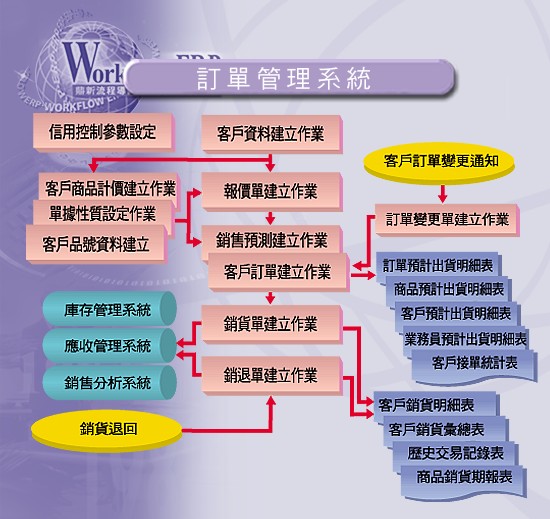 Work
ERP
鼎新流程導
ERP WORKFLOW ER
訂單管理系統
信用控制參數設定
客戶資料建立作業
客戶訂單變更通知
客戶商品計價建立作業
單據性質設定作業
客戶品號資料建立
報價單建立作業
銷售預測建立作業
客戶訂單建立作業
訂單變更單建立作業
訂單預計出貨明細表
商品預計出貨明細表
客戶預計出貨明細表
業務員預計出貨明細表
客戶接單統計表
庫存管理系統
應收管理系統
銷售分析系統
銷貨單建立作業
銷退單建立作業
銷貨退回
客戶銷貨明細表
客戶銷貨彙總表
歷史交易記錄表
商品銷貨期報表